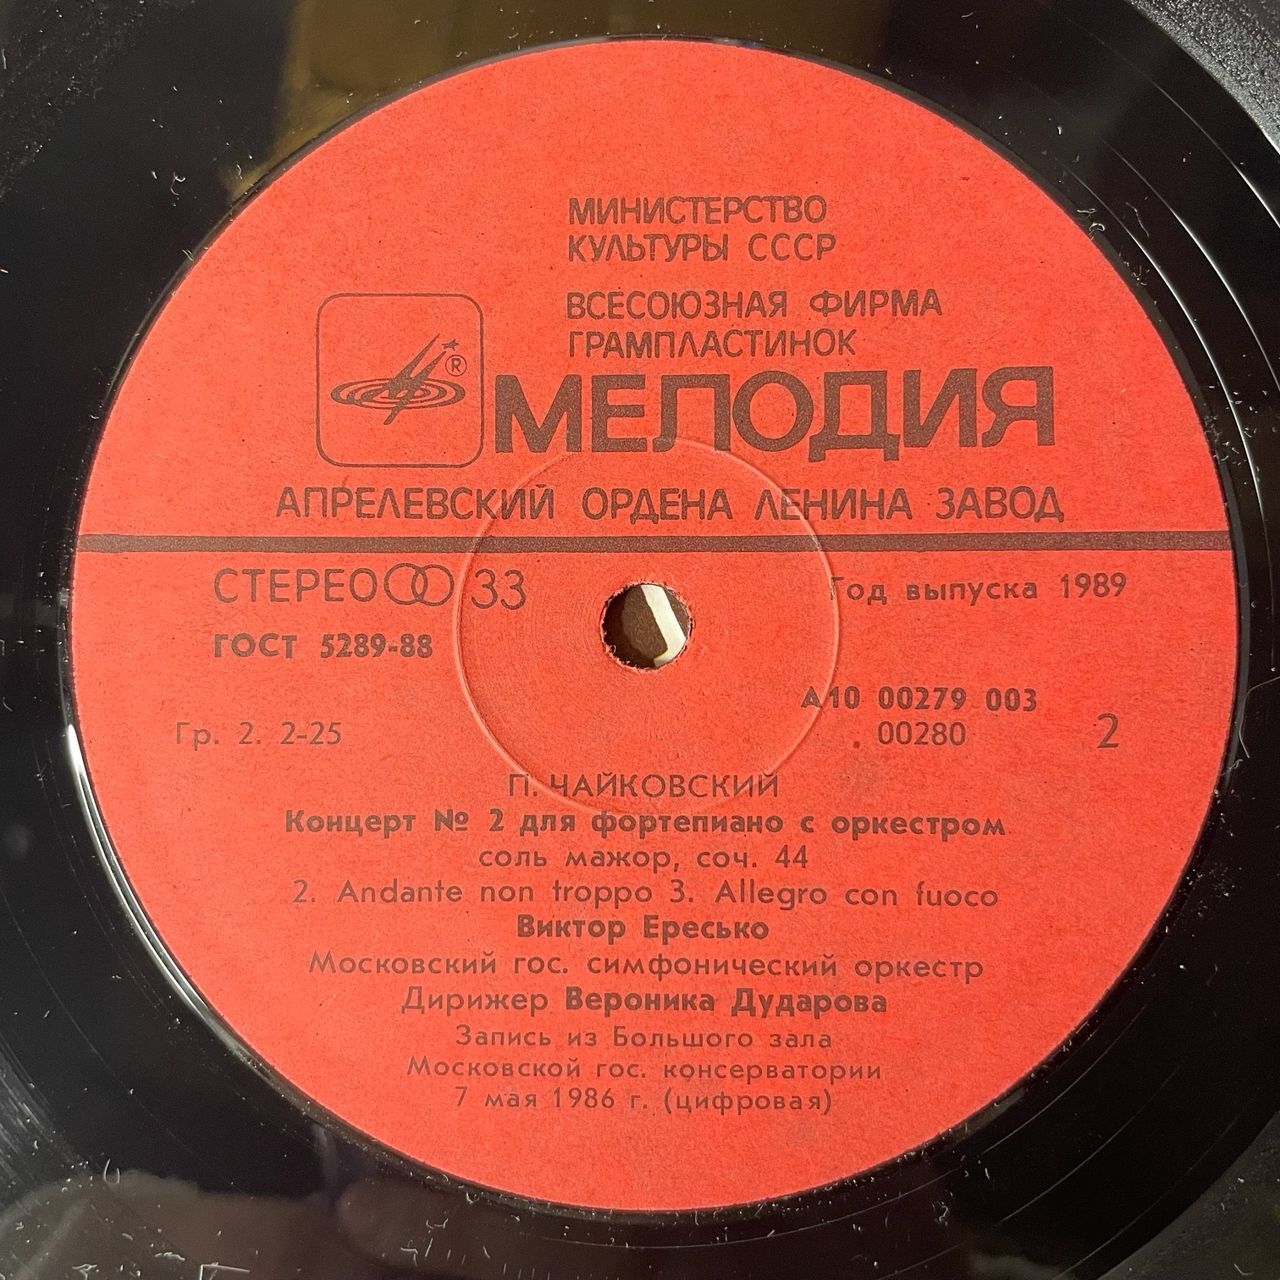 МИНИСТЕРСТВО
КУЛЬТУРЫ СССР
ВСЕСОЮЗНАЯ ФИРМА
ГРАМПЛАСТИНОК
®
МЕЛОДИЯ
АПРЕЛЕВСКИЙ ОРДЕНА ЛЕНИНА ЗАВОД
СТЕРЕО 33
Год выпуска 1989
ГОСТ 5289-88
А10 00279 003
Гр. 2. 2-25
. 00280
2
П. ЧАЙКОВСКИЙ
Концерт № 2 для фортепиано с оркестром
соль мажор, соч. 44
2. Andante non troppo 3. Allegro con fuoco
Виктор Ересько
Московский гос. симфонический оркестр
Дирижер Вероника Дударова
Запись из Большого зала
Московской гос. консерватории
7 мая 1986 г. (цифровая)